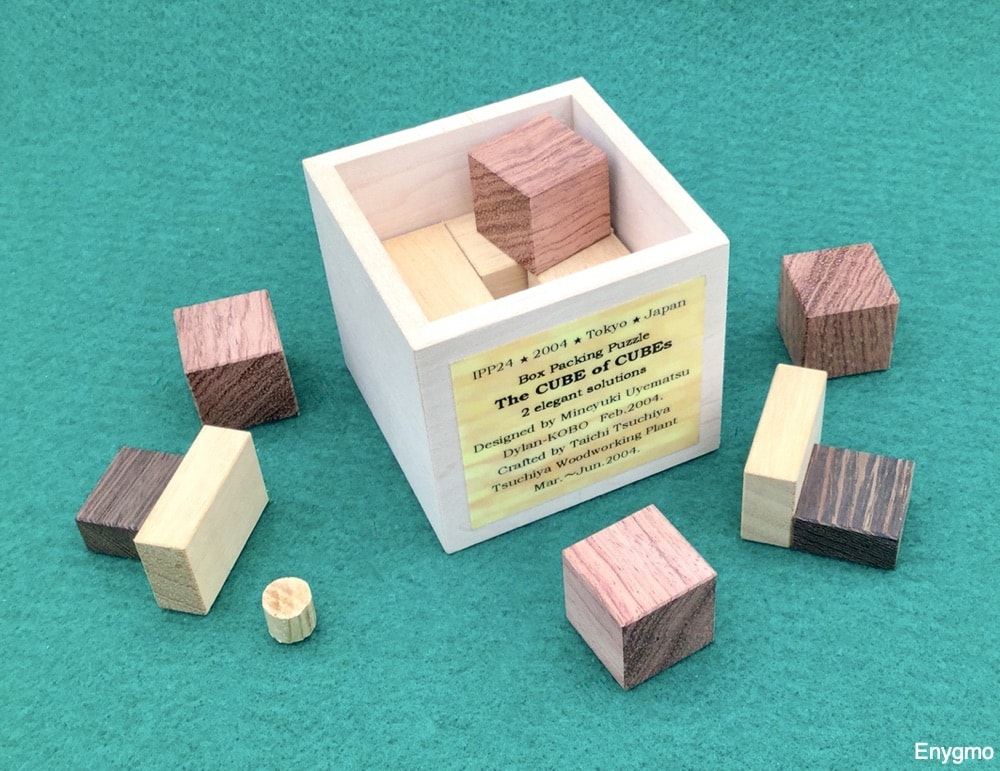 IPP24 ★ 2004 ★ Tokyo ★ Japan
Box Packing Puzzle
The CUBE of CUBEs
2 elegant solutions
Designed by Mineyuki Uyematsu
Dylan-KOBO Feb.2004.
Crafted by Taichi Tsuchiya
Tsuchiya Woodworking Plant
Mar.~Jun.2004.
Enygmo